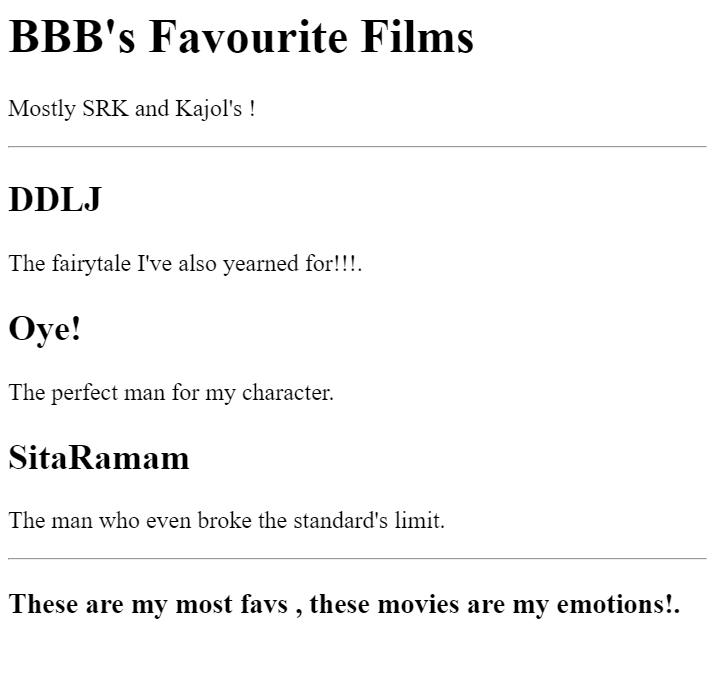 BBB's Favourite Films
Mostly SRK and Kajol's !
DDLJ
The fairytale I've also yearned for!!!.
Oye!
The perfect man for my character.
SitaRamam
The man who even broke the standard's limit.
These are my most favs , these movies are my emotions!.